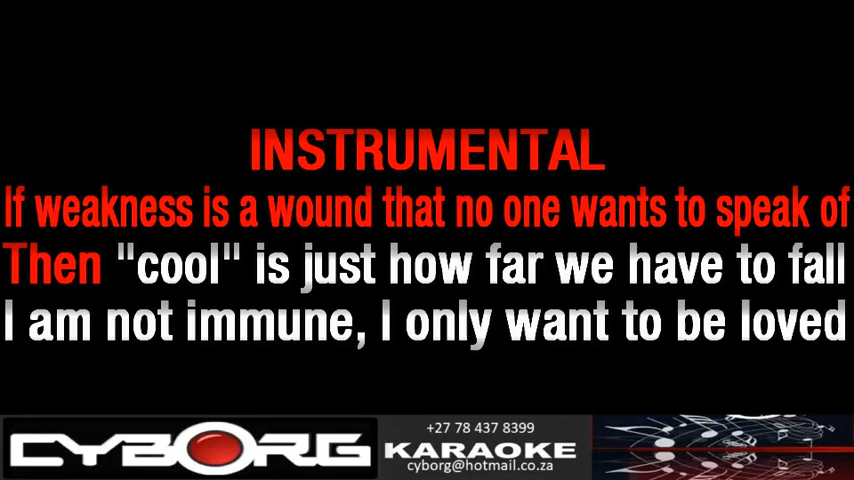 INSTRUMENTAL
If weakness is a wound that no one wants to speak of
Then "cool" is just how far we have to fall
I am not immune, I only want to be loved
CYBORG
+27 78 437 8399
KARAOKE
cyborg@hotmail.co.za